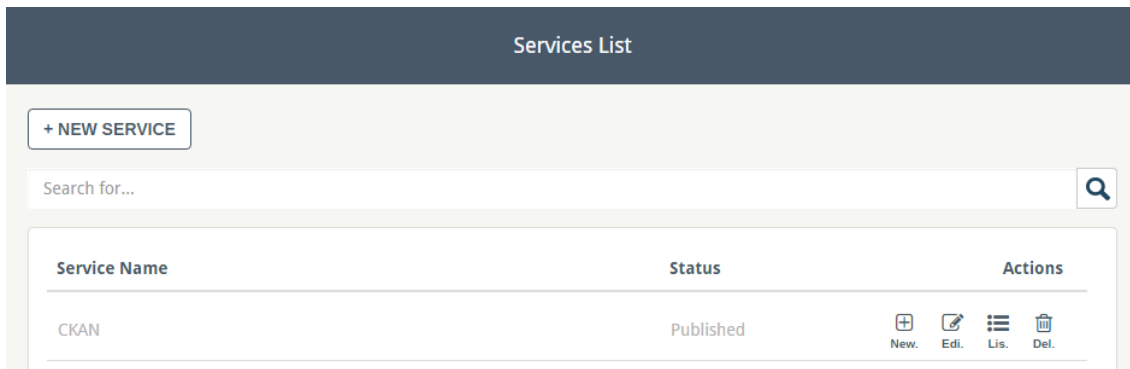 Services List
+ NEW SERVICE
Search for...
Service Name Status Actions
CKAN Published
New. Edi. Lis. Del.